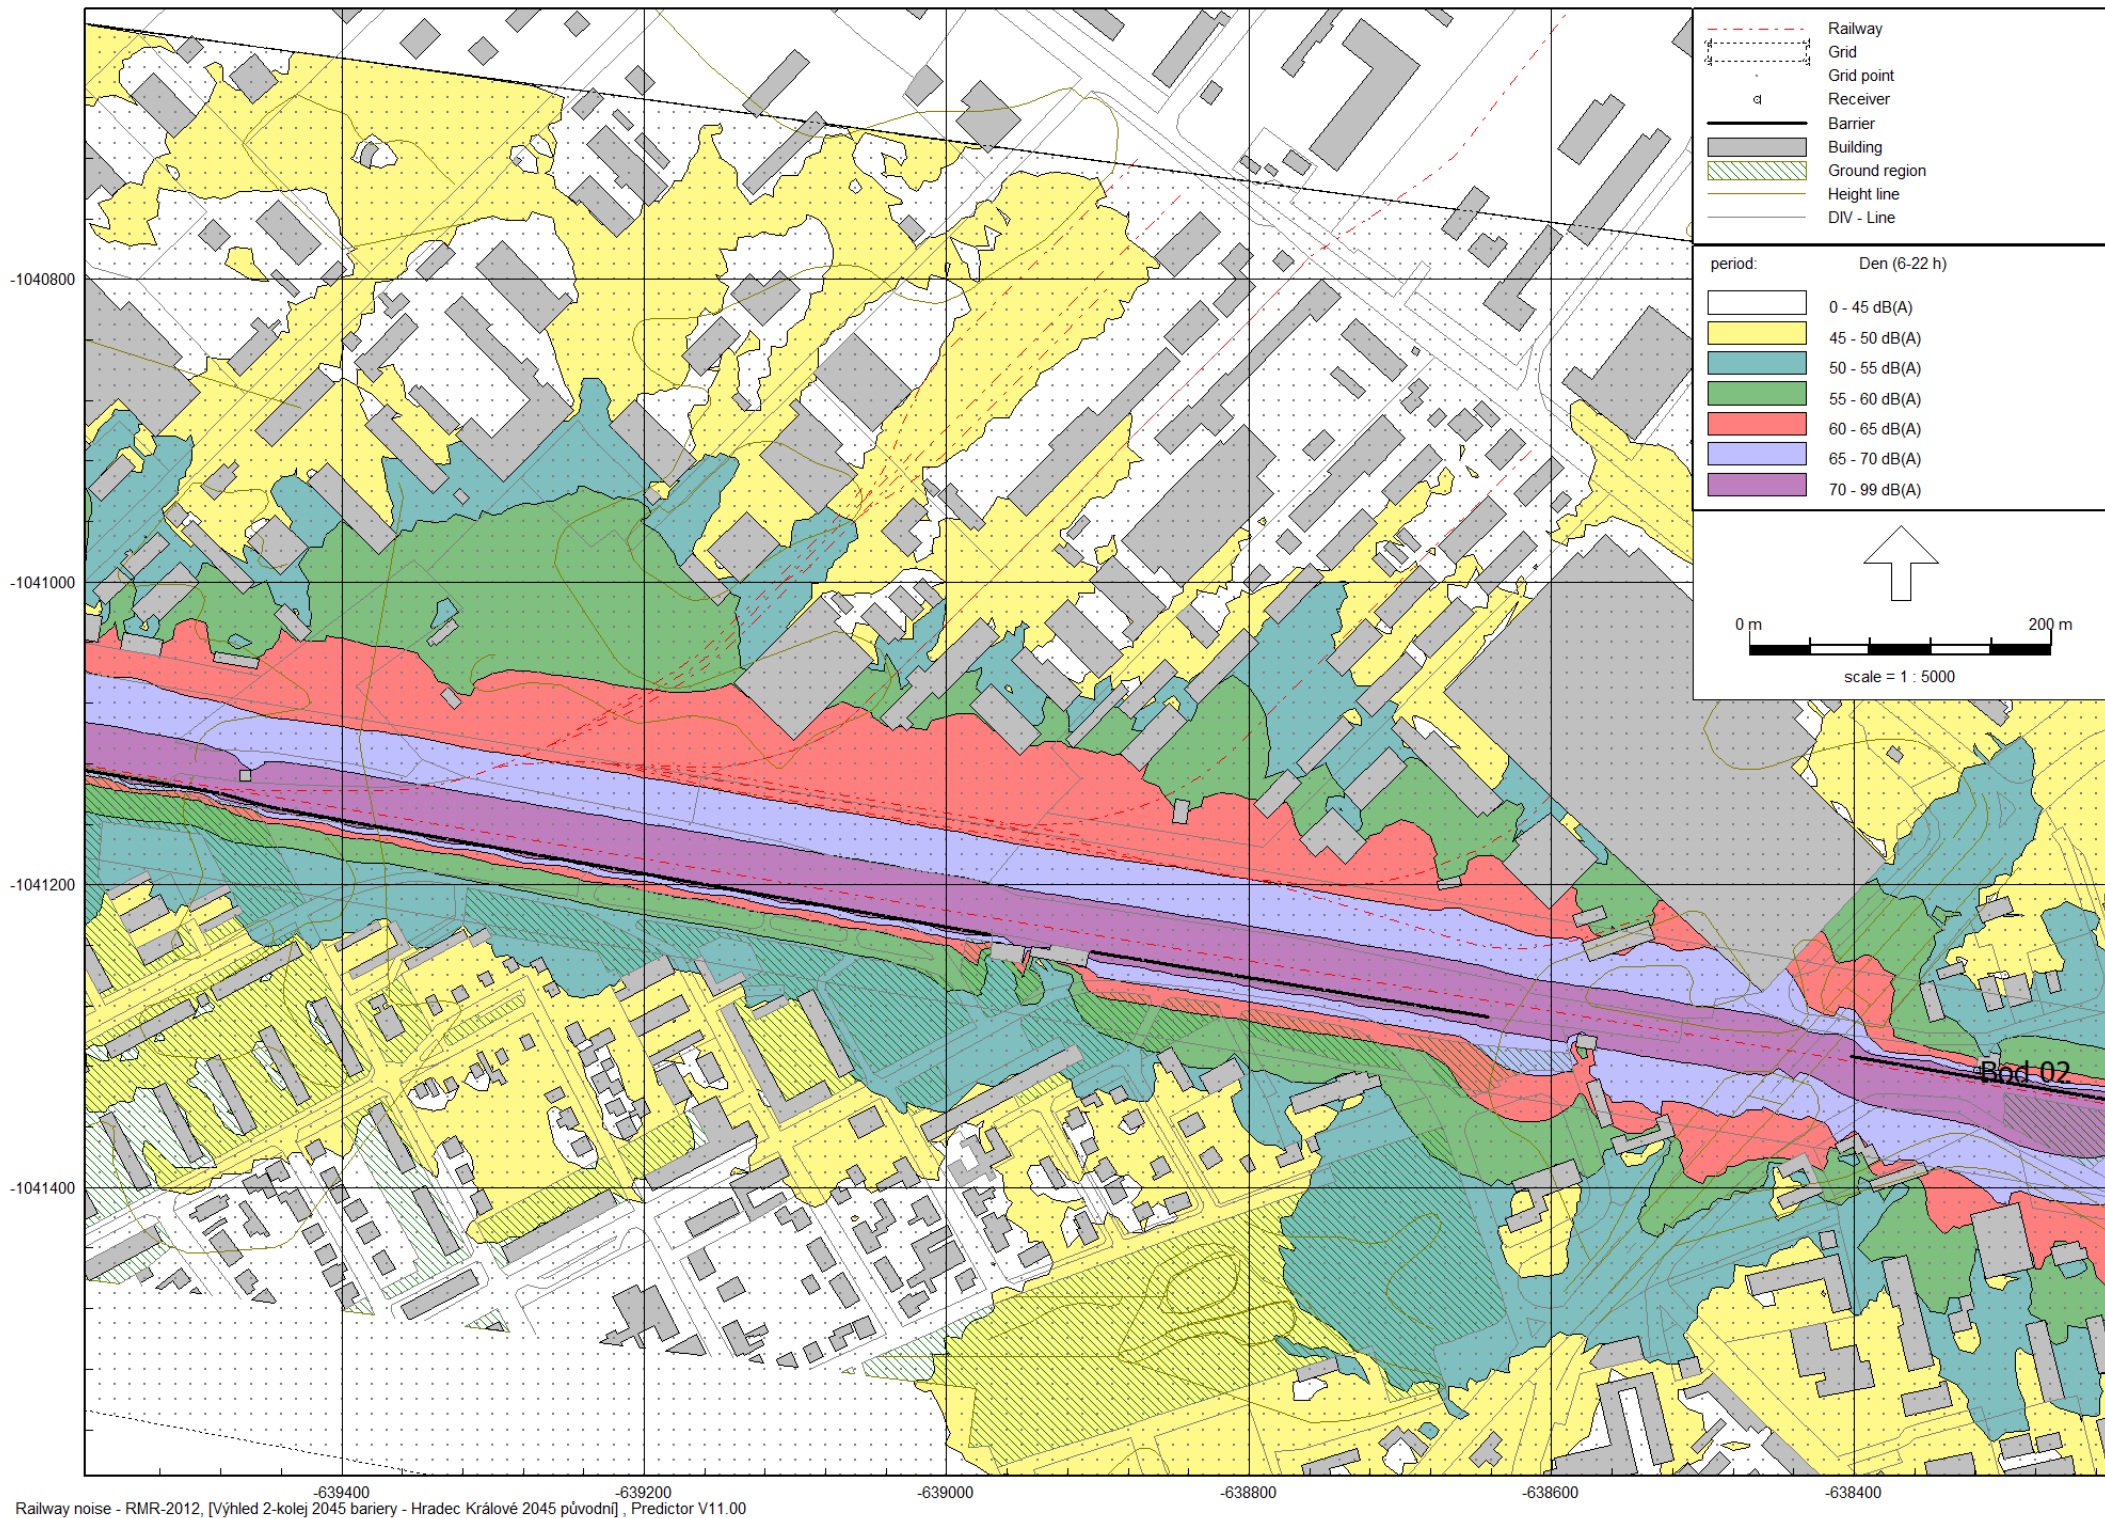 Railway
Grid
Grid point
Receiver
Barrier
Building
Ground region
Height line
DIV - Line
period: Den (6-22 h)
0 - 45 dB(A)
45 - 50 dB(A)
50 - 55 dB(A)
55 - 60 dB(A)
60 - 65 dB(A)
65 - 70 dB(A)
70 - 99 dB(A)
0 m 200 m
scale = 1 : 5000
-1040800
-1041000
-1041200
-1041400
Bod 02
-639400 -639200 -639000 -638800 -638600 -638400
Railway noise - RMR-2012, [Výhled 2-kolej 2045 bariery - Hradec Králové 2045 původní] , Predictor V11.00